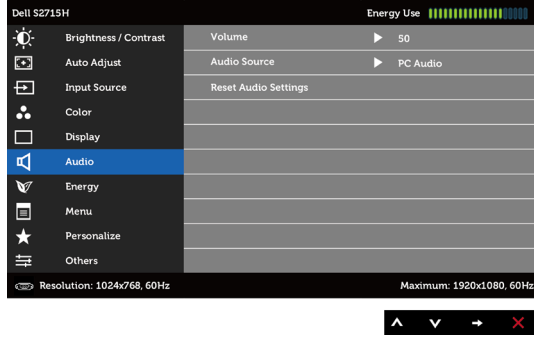 Dell S2715H Energy Use
Brightness / Contrast Volume 50
Auto Adjust Audio Source PC Audio
Input Source Reset Audio Settings
Color
Display
Audio
Energy
Menu
Personalize
Others
Resolution: 1024x768, 60Hz Maximum: 1920x1080, 60Hz